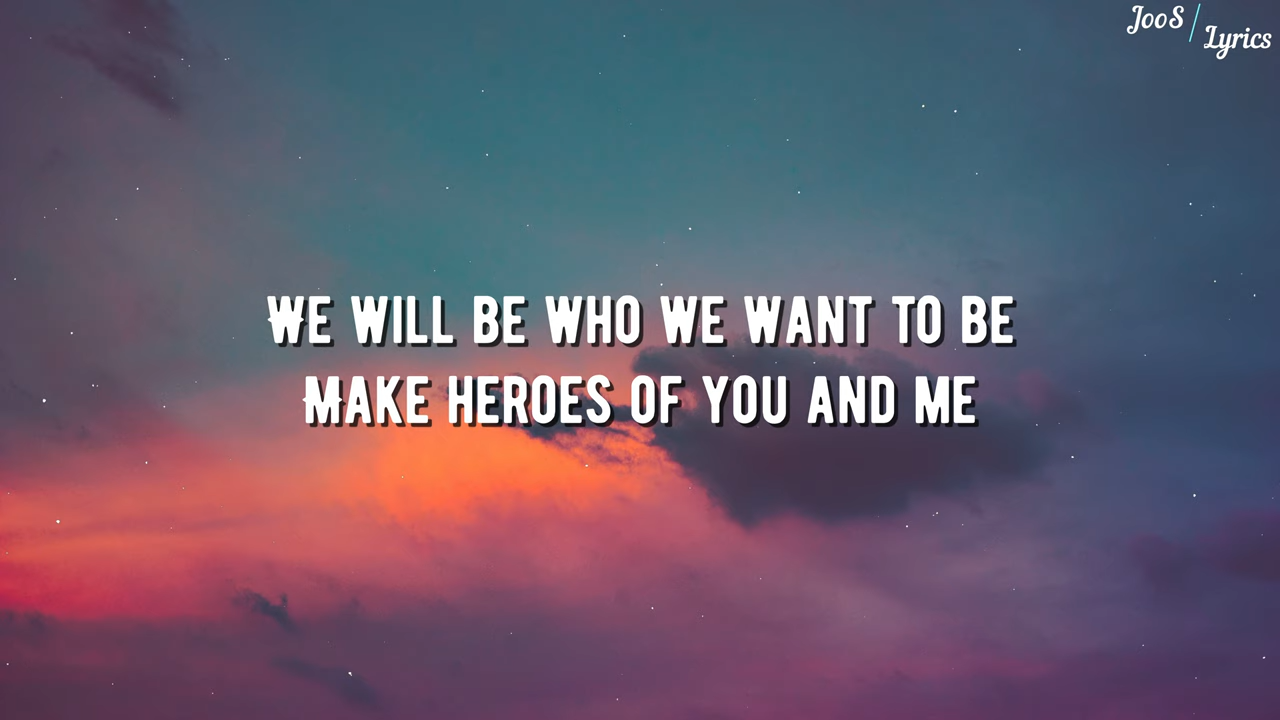 JooS / Lyrics
WE WILL BE WHO WE WANT TO BE
MAKE HEROES OF YOU AND ME